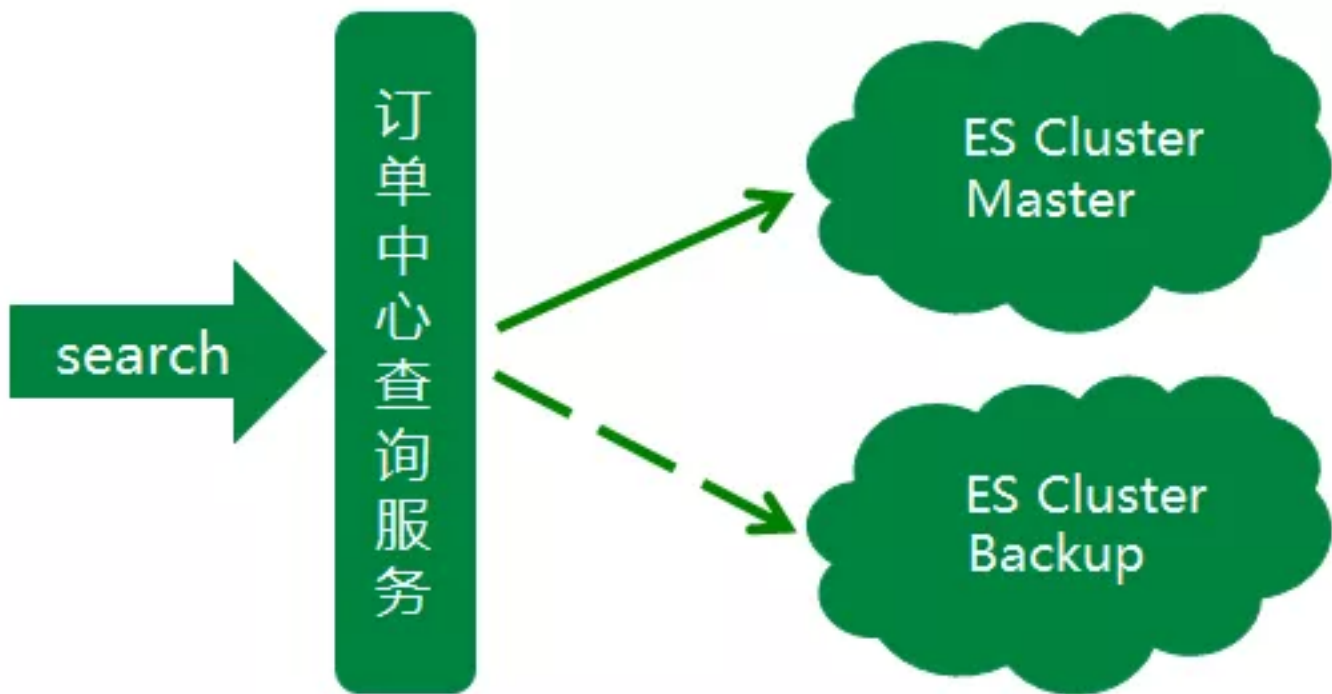 search
订单中心查询服务
ES Cluster
Master
ES Cluster
Backup